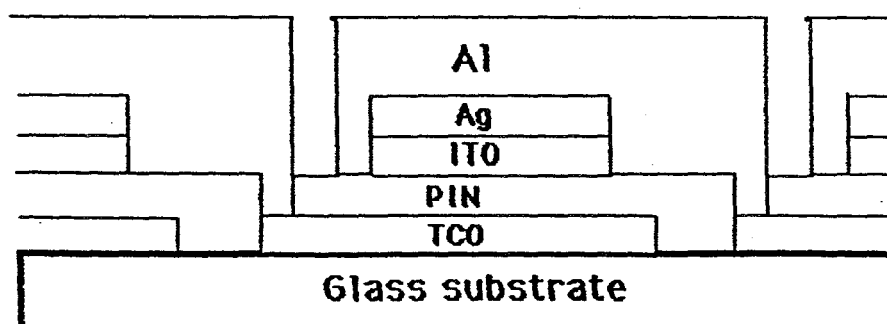 Al
Ag
ITO
PIN
TCO
Glass substrate